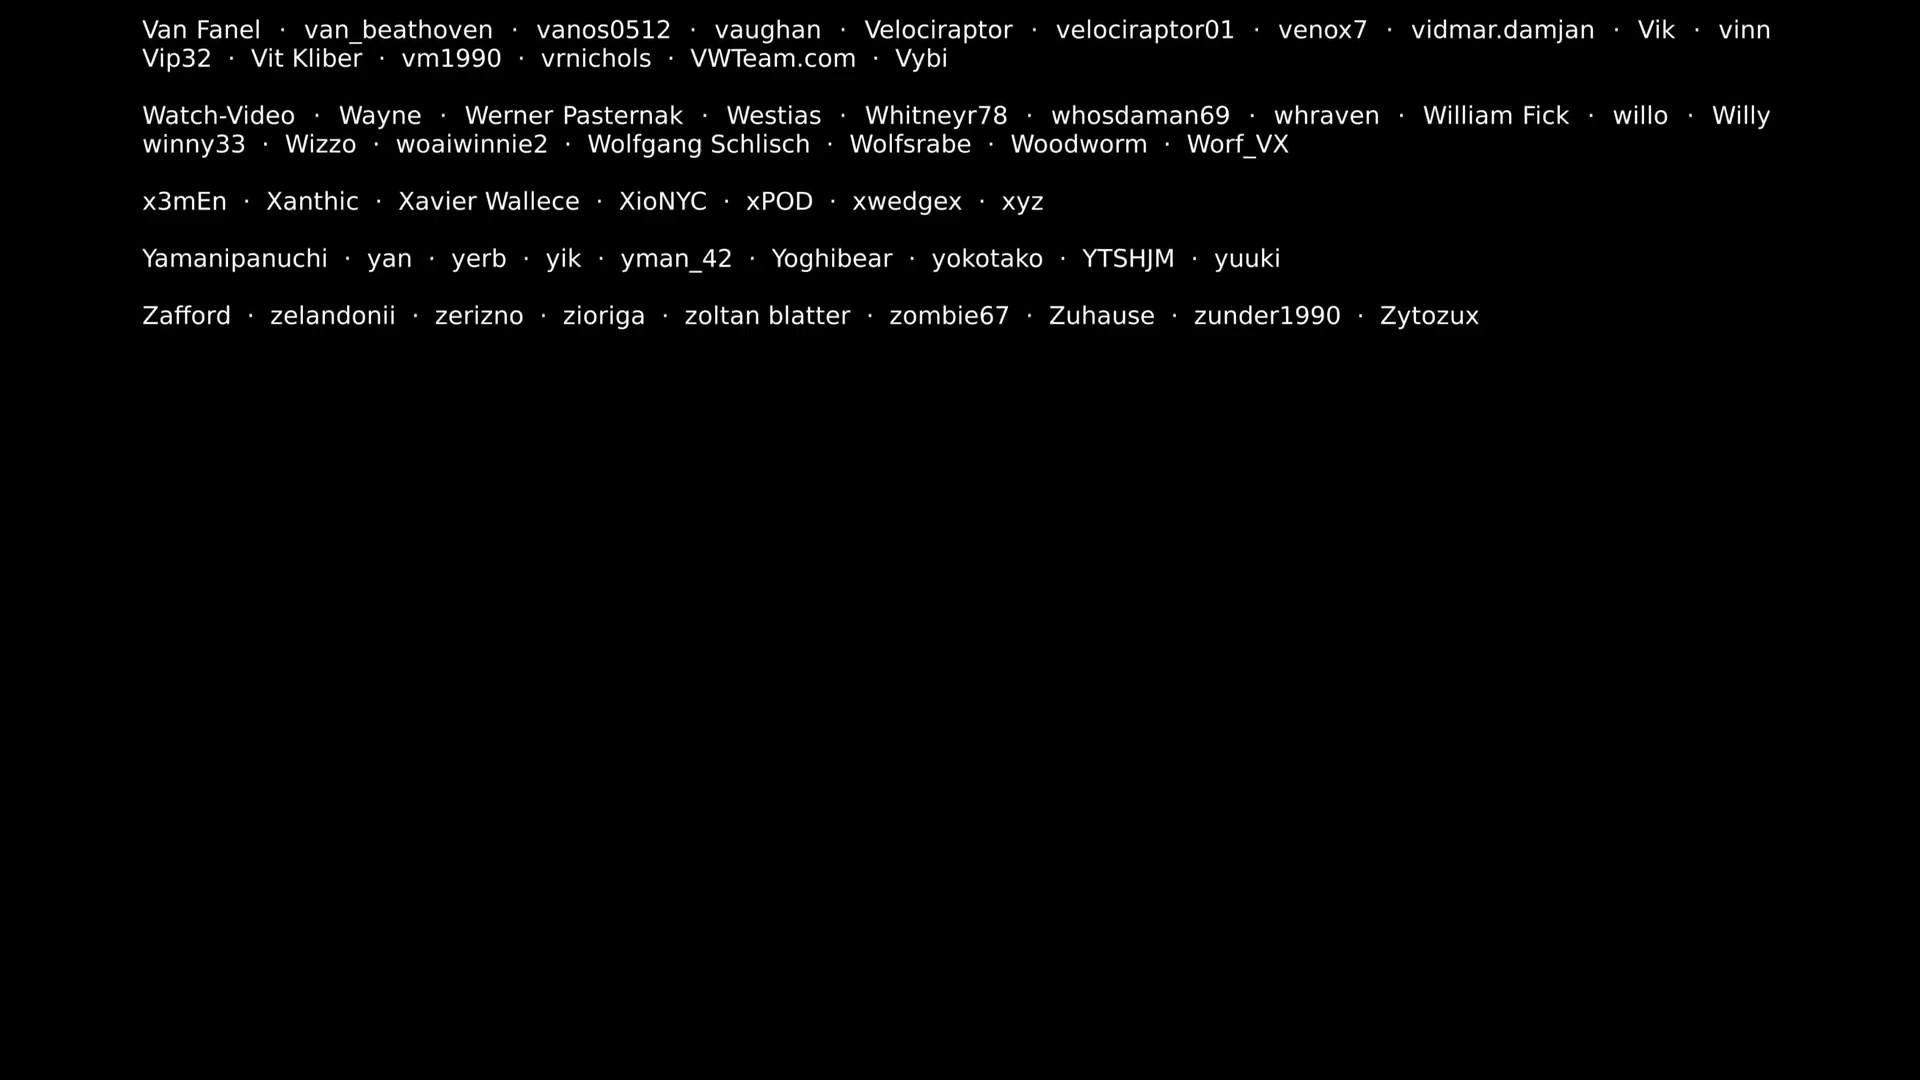 Van Fanel · van_beathoven · vanos0512 · vaughan · Velociraptor · velociraptor01 · venox7 · vidmar.damjan · Vik · vinn
Vip32 · Vit Kliber · vm1990 · vrnichols · VWTeam.com · Vybi
Watch-Video · Wayne · Werner Pasternak · Westias · Whitneyr78 · whosdaman69 · whraven · William Fick · willo · Willy
winny33 · Wizzo · woaiwinnie2 · Wolfgang Schlisch · Wolfsrabe · Woodworm · Worf_VX
x3mEn · Xanthic · Xavier Wallece · XioNYC · xPOD · xwedgex · xyz
Yamanipanuchi · yan · yerb · yik · yman_42 · Yoghibear · yokotako · YTSHJM · yuuki
Zafford · zelandonii · zerizno · zioriga · zoltan blatter · zombie67 · Zuhause · zunder1990 · Zytozux